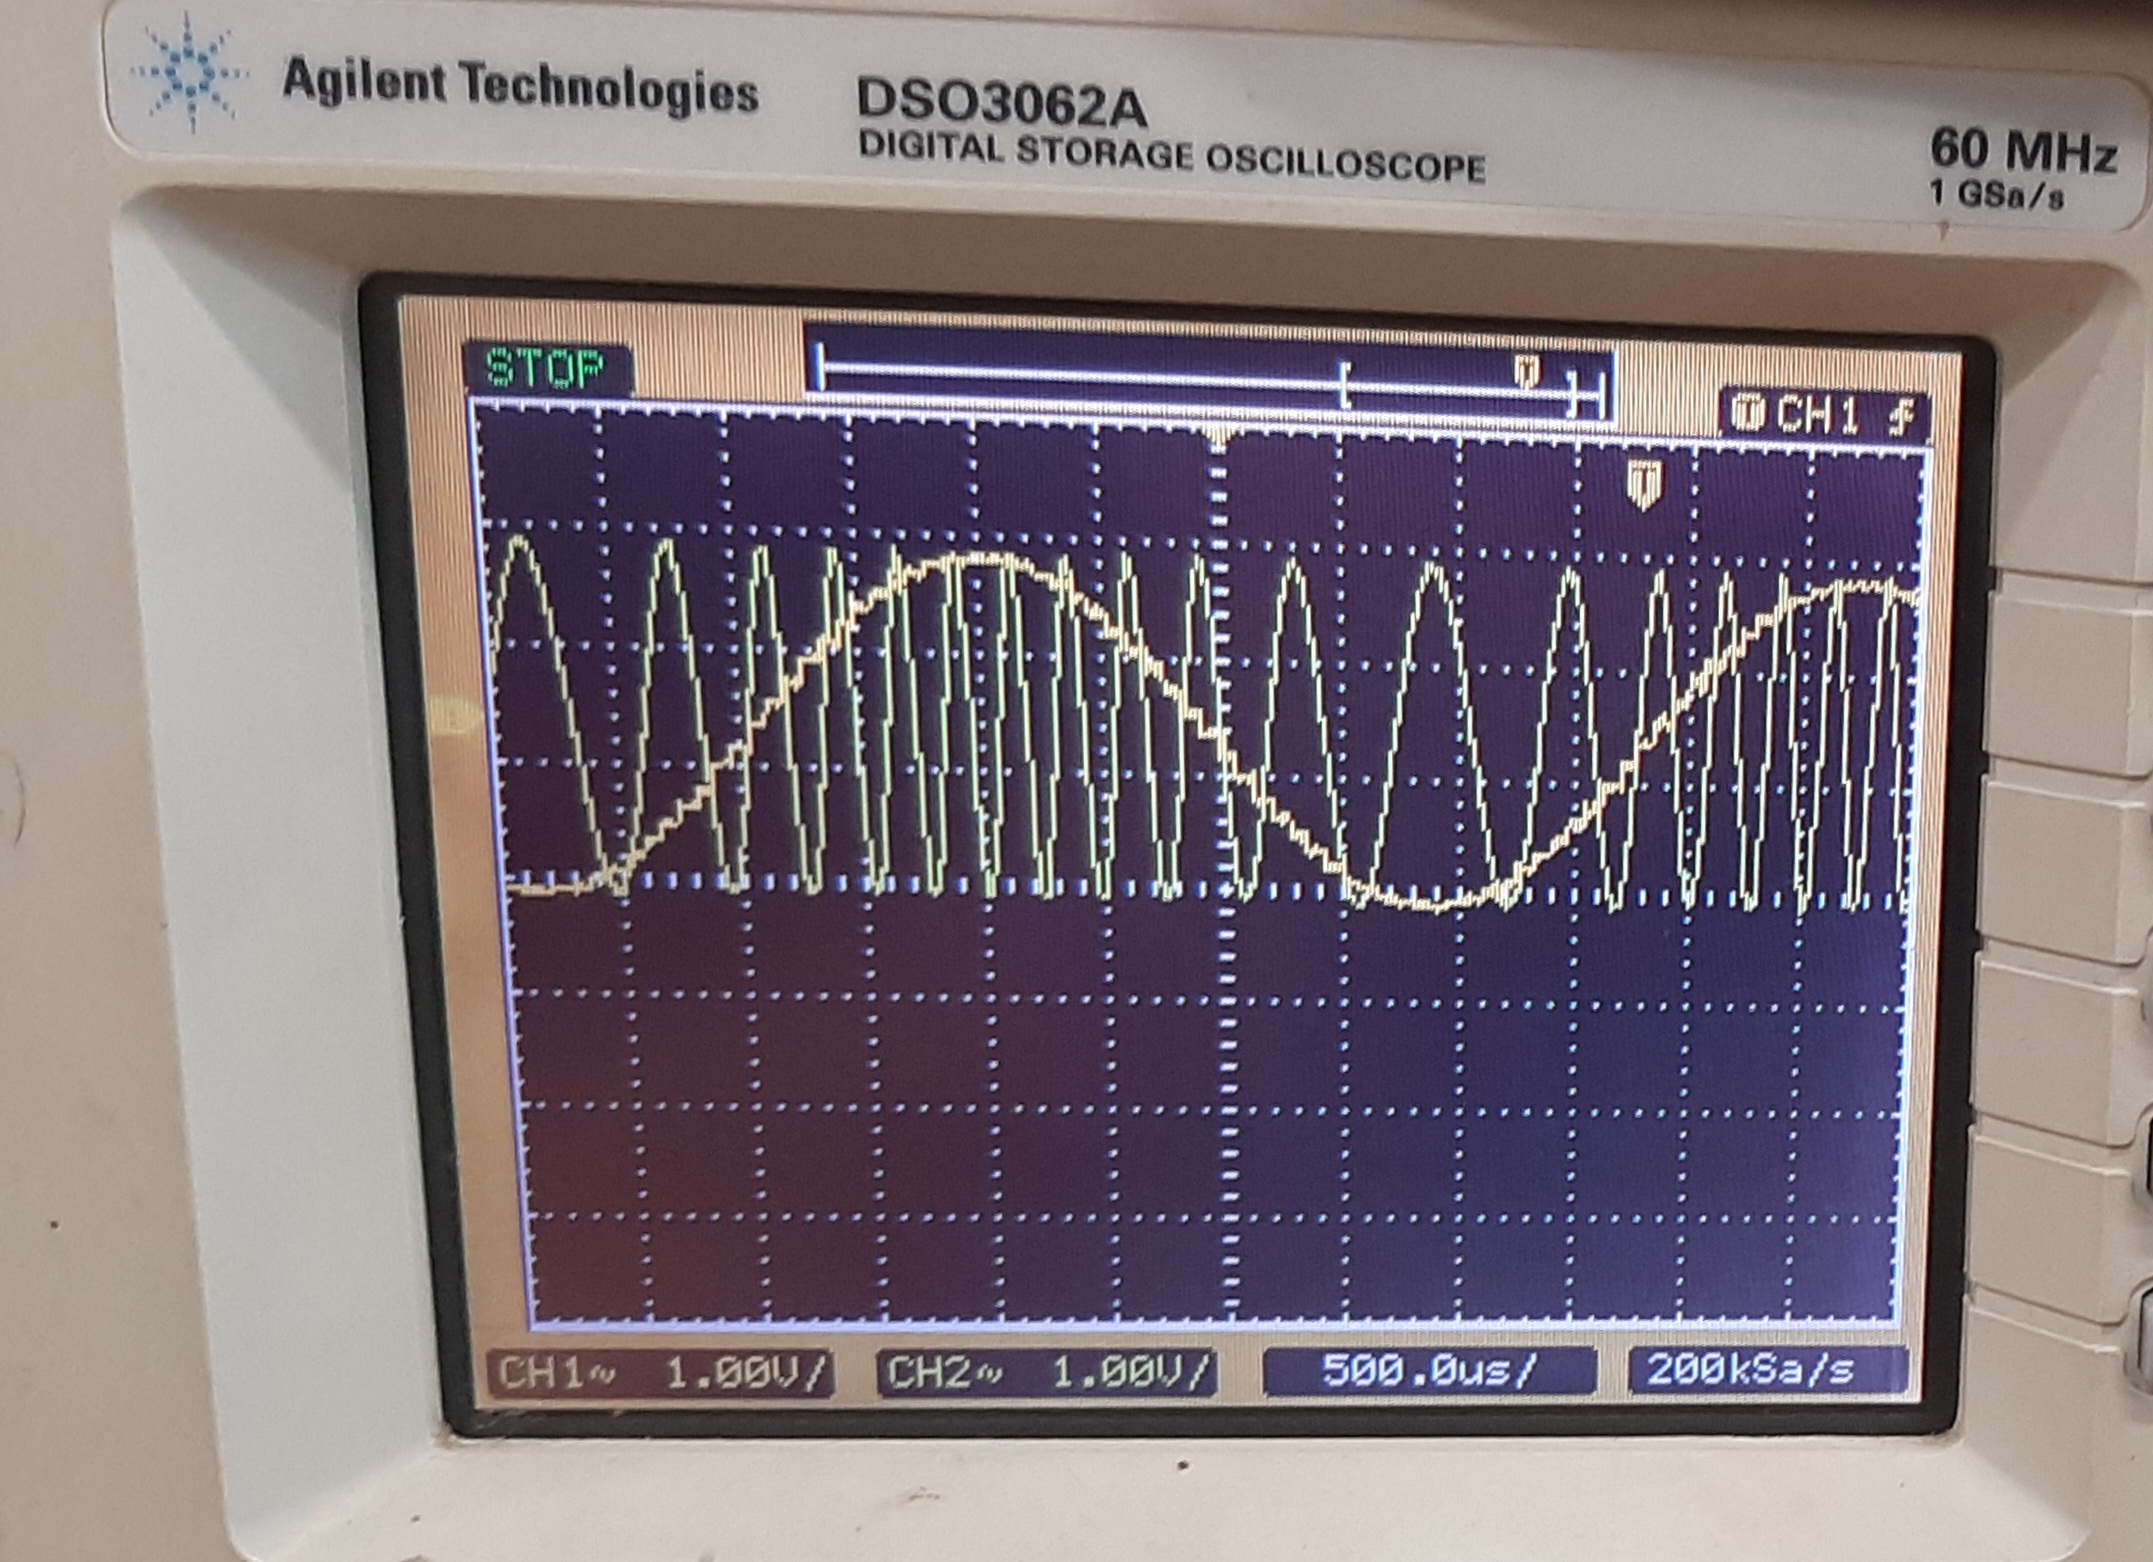 Agilent Technologies
DSO3062A
DIGITAL STORAGE OSCILLOSCOPE
60 MHz
1 GSa/s
STOP
T
T CH1
T
CH1~ 1.00V/
CH2~ 1.00V/
500.0us/
200kSa/s